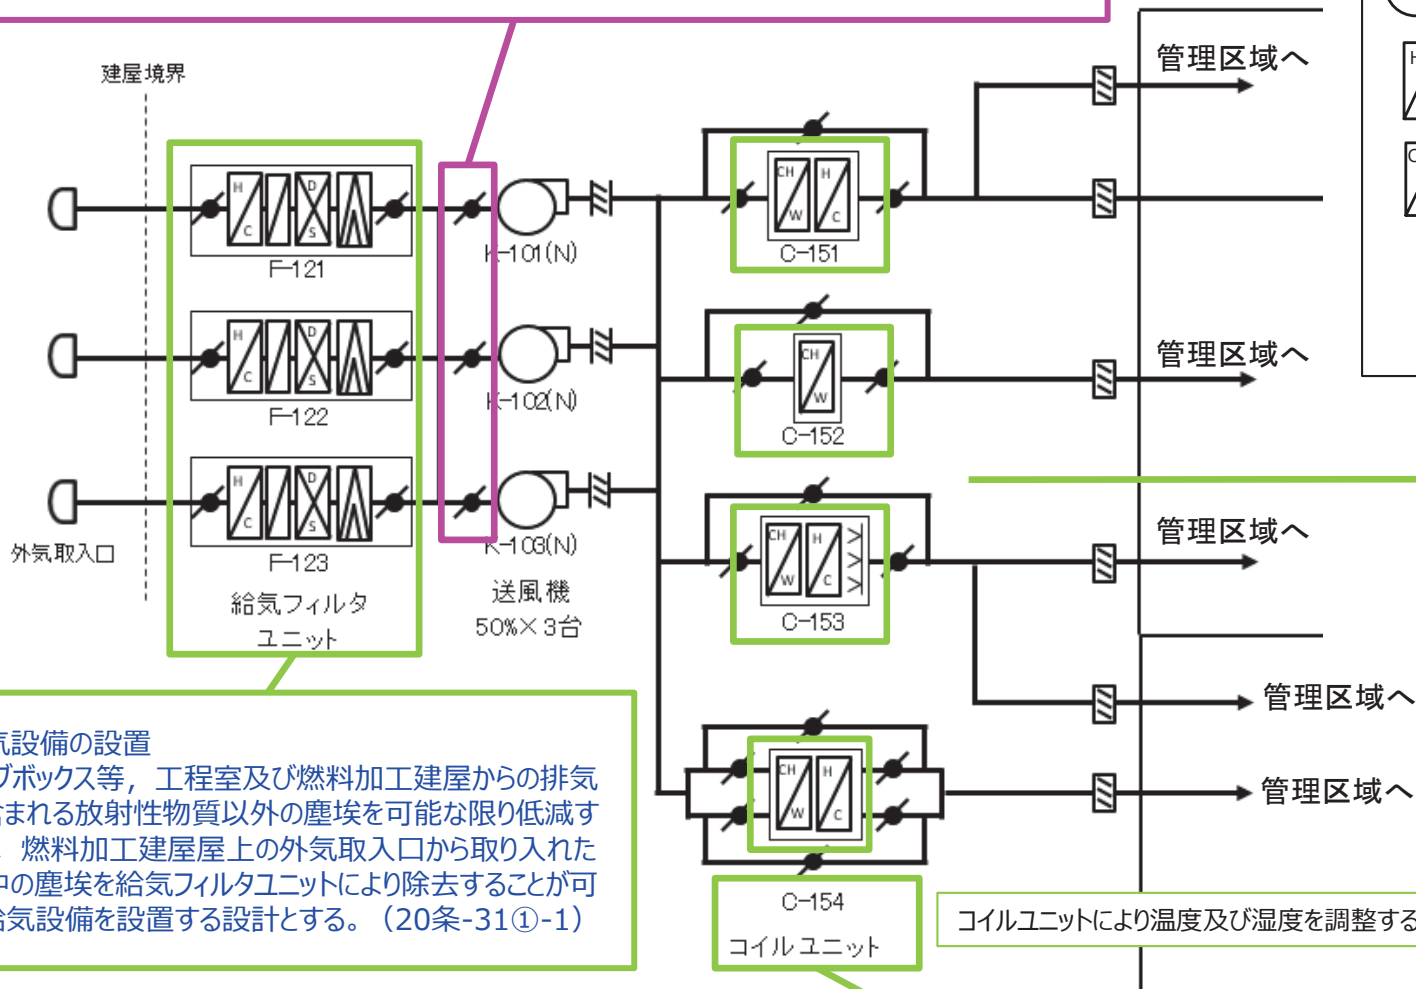 建屋境界
管理区域へ
H
C
D
S
F-121
K-101(N)
CH
W
H
C
C-151
H
C
D
S
F-122
K-102(N)
CH
W
C-152
管理区域へ
H
C
D
S
F-123
K-103(N)
CH
W
H
C
C-153
管理区域へ
外気取入口
給気フィルタ
ユニット
送風機
50%×3台
管理区域へ
CH
W
H
C
C-154
コイルユニット
管理区域へ
気設備の設置
ブボックス等，工程室及び燃料加工建屋からの排気
含まれる放射性物質以外の塵埃を可能な限り低減す
，燃料加工建屋屋上の外気取入口から取り入れた
中の塵埃を給気フィルタユニットにより除去することが可
給気設備を設置する設計とする。（20条-31①-1）
コイルユニットにより温度及び湿度を調整する